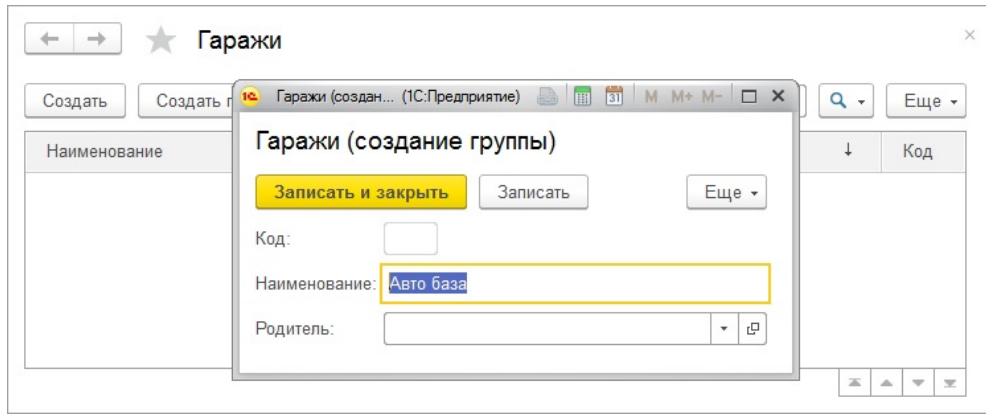 Гаражи
Создать
Создать г
Еще
Наименование
Код
Гаражи (создан... (1С:Предприятие)
31
M M+ M-
Гаражи (создание группы)
Записать и закрыть
Записать
Еще
Код:
Наименование: Авто база
Родитель: